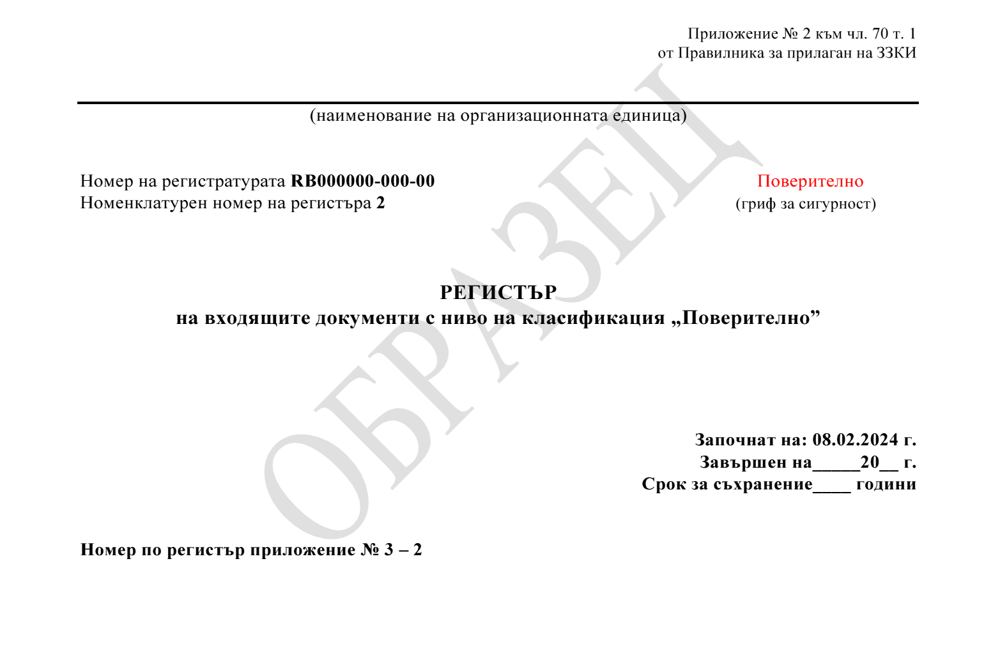 Приложение № 2 към чл. 70 т. 1
от Правилника за прилаган на ЗЗКИ
(наименование на организационната единица)
Номер на регистратурата RB000000-000-00
Поверително
Номенклатурен номер на регистъра 2
(гриф за сигурност)
РЕГИСТЪР
на входящите документи с ниво на класификация „Поверително”
ОБРАЗЕЦ
Започнат на: 08.02.2024 г.
Завършен на_____20__ г.
Срок за съхранение____ години
Номер по регистър приложение № 3 – 2